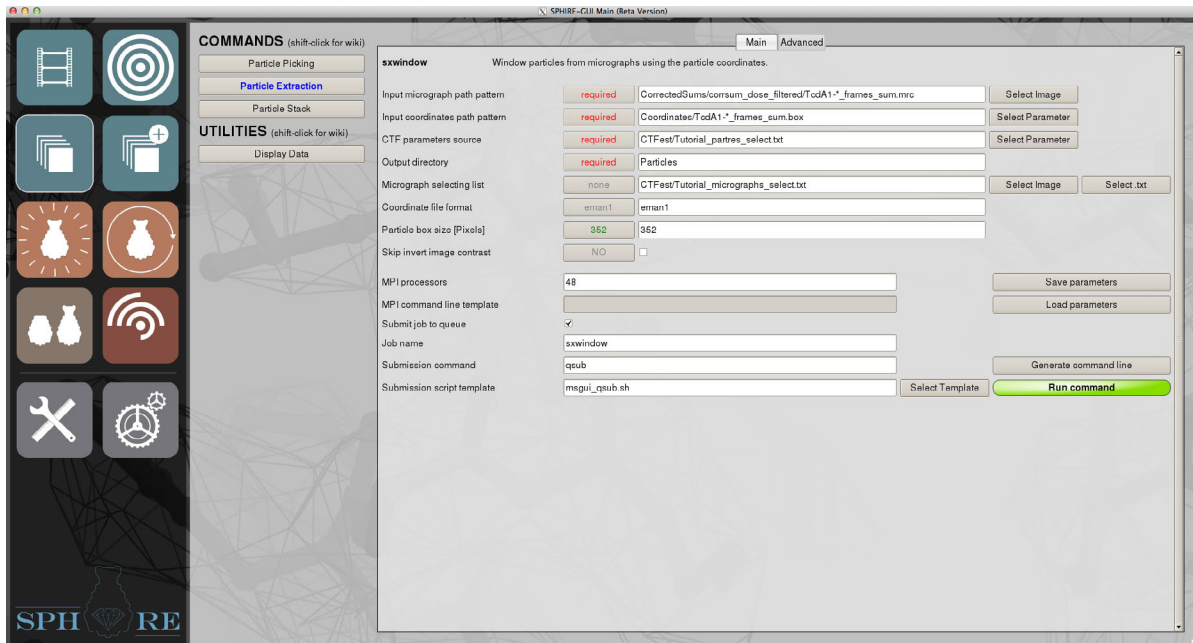 SPHIRE-GUI Main (Beta Version)
COMMANDS (shift-click for wiki)
Particle Picking
Particle Extraction
Particle Stack
UTILITIES (shift-click for wiki)
Display Data
Main Advanced
sxwindow Window particles from micrographs using the particle coordinates.
Input micrograph path pattern required CorrectedSums/corrsum_dose_filtered/TcdA1-*_frames_sum.mrc Select Image
Input coordinates path pattern required Coordinates/TcdA1-*_frames_sum.box Select Parameter
CTF parameters source required CTFest/Tutorial_partres_select.txt Select Parameter
Output directory required Particles
Micrograph selecting list none CTFest/Tutorial_micrographs_select.txt Select Image Select .txt
Coordinate file format eman1 eman1
Particle box size [Pixels] 352 352
Skip invert image contrast NO
MPI processors 48 Save parameters
MPI command line template Load parameters
Submit job to queue
Job name sxwindow
Submission command qsub Generate command line
Submission script template msgui_qsub.sh Select Template Run command
SPHIRE